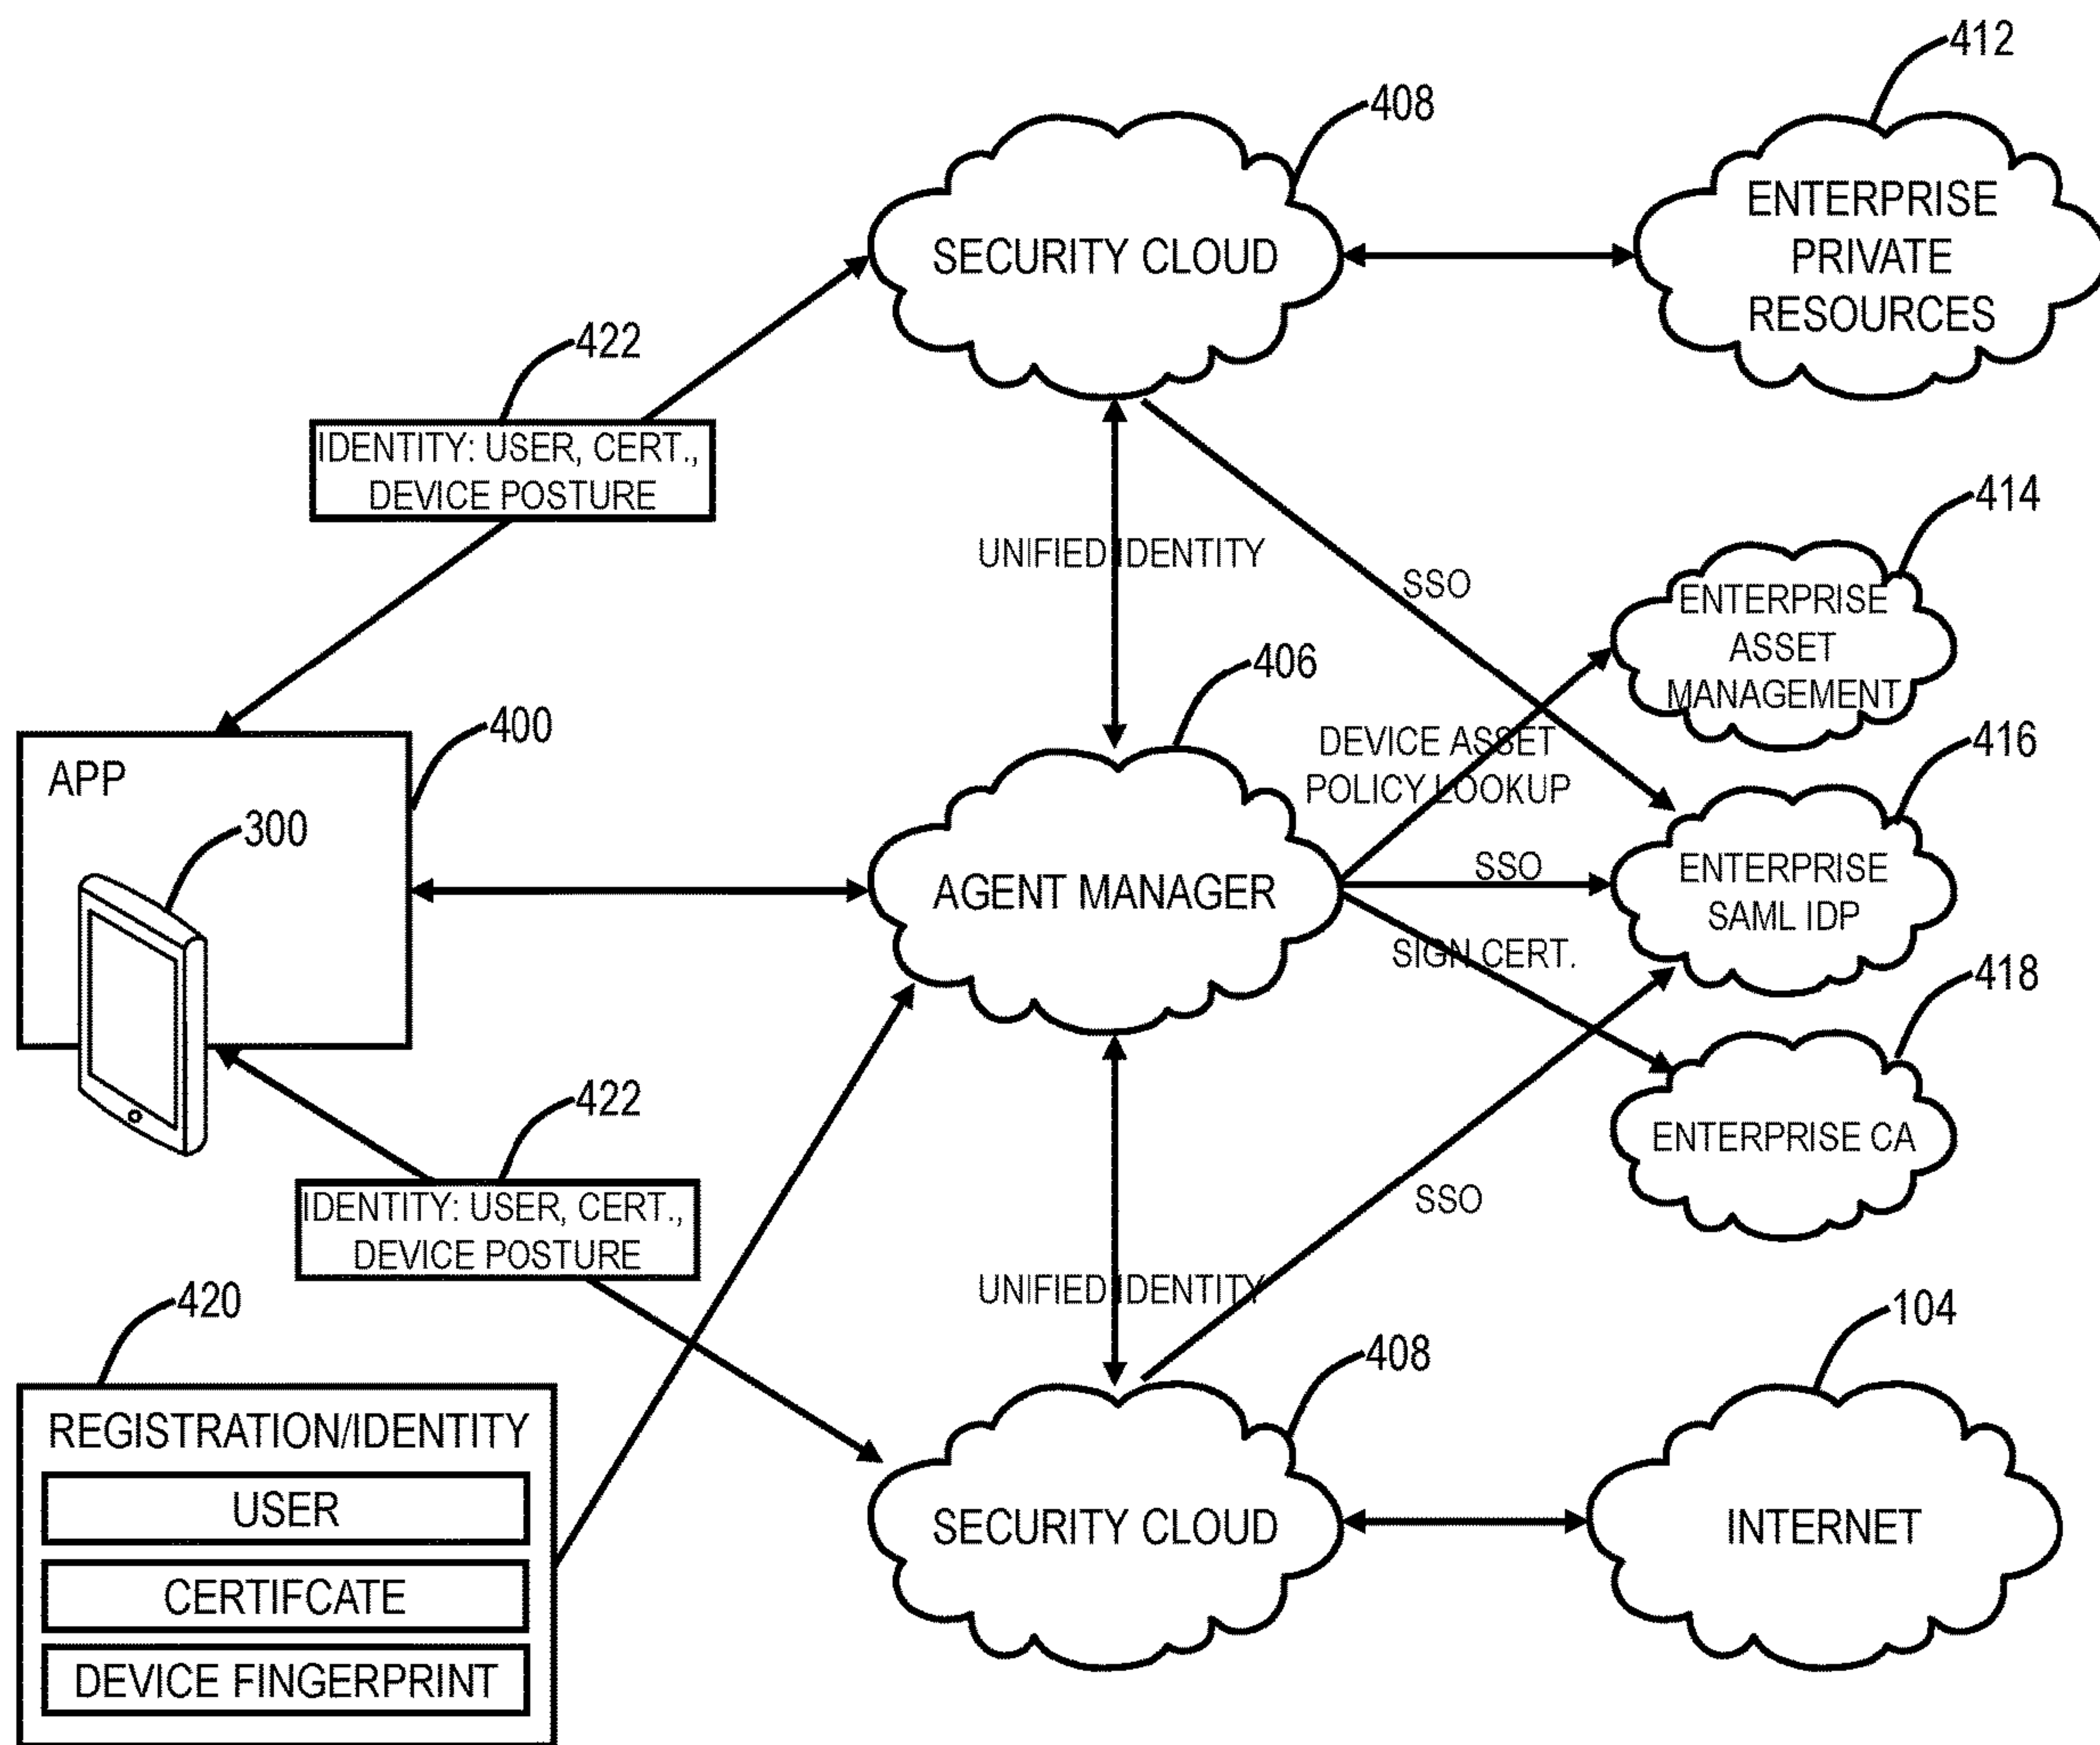 412
408
ENTERPRISE
PRIVATE
RESOURCES
SECURITY CLOUD
422
IDENTITY: USER, CERT.,
DEVICE POSTURE
414
UNIFIED IDENTITY
SSO
ENTERPRISE
ASSET
MANAGEMENT
406
400
DEVICE ASSET
POLICY LOOKUP
416
APP
300
SSO
ENTERPRISE
SAML IDP
AGENT MANAGER
SIGN CERT.
418
422
ENTERPRISE CA
IDENTITY: USER, CERT.,
DEVICE POSTURE
SSO
UNIFIED IDENTITY
420
104
408
REGISTRATION/IDENTITY
USER
CERTIFCATE
DEVICE FINGERPRINT
SECURITY CLOUD
INTERNET